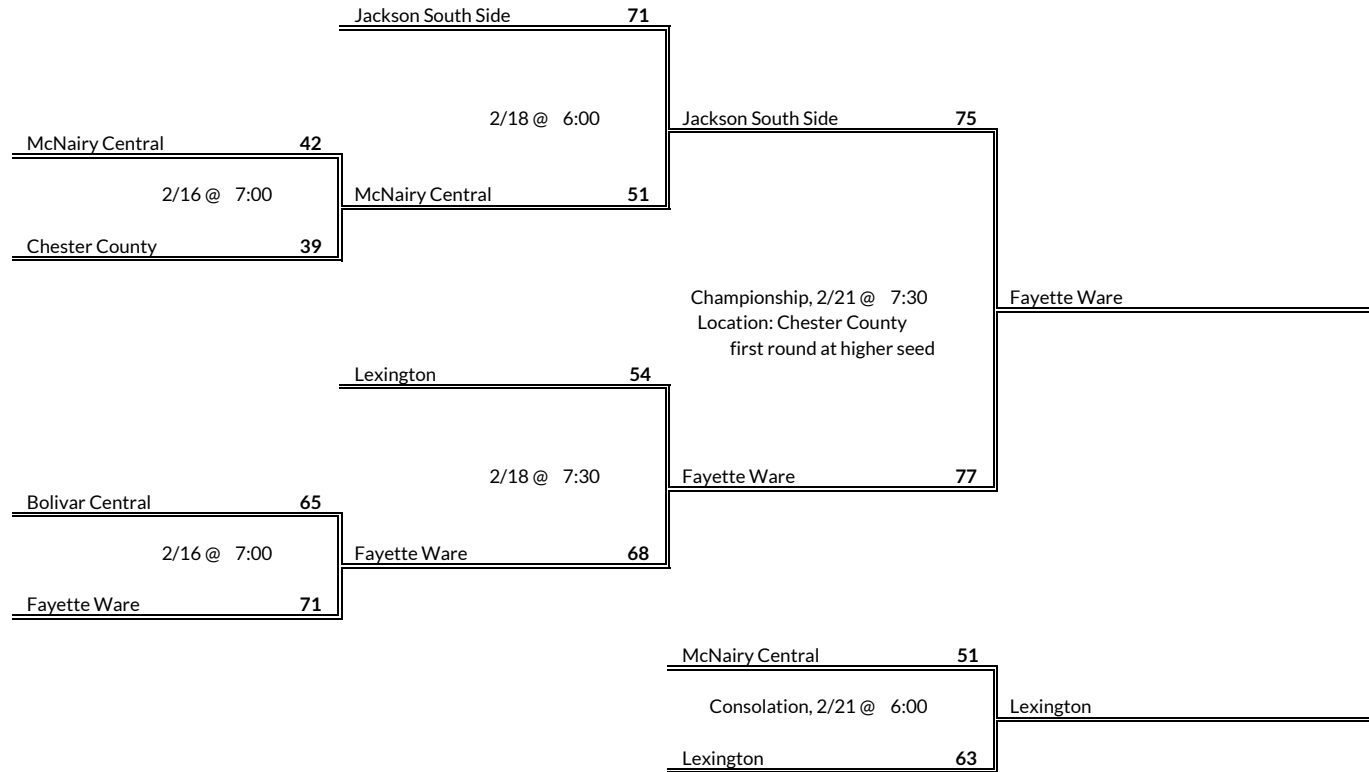 Jackson South Side 71
2/18 @ 6:00
Jackson South Side 75
McNairy Central 42
2/16 @ 7:00
McNairy Central 51
Chester County 39
Championship, 2/21 @ 7:30
Fayette Ware
Location: Chester County
first round at higher seed
Lexington 54
2/18 @ 7:30
Fayette Ware 77
Bolivar Central 65
2/16 @ 7:00
Fayette Ware 68
Fayette Ware 71
McNairy Central 51
Consolation, 2/21 @ 6:00
Lexington
Lexington 63